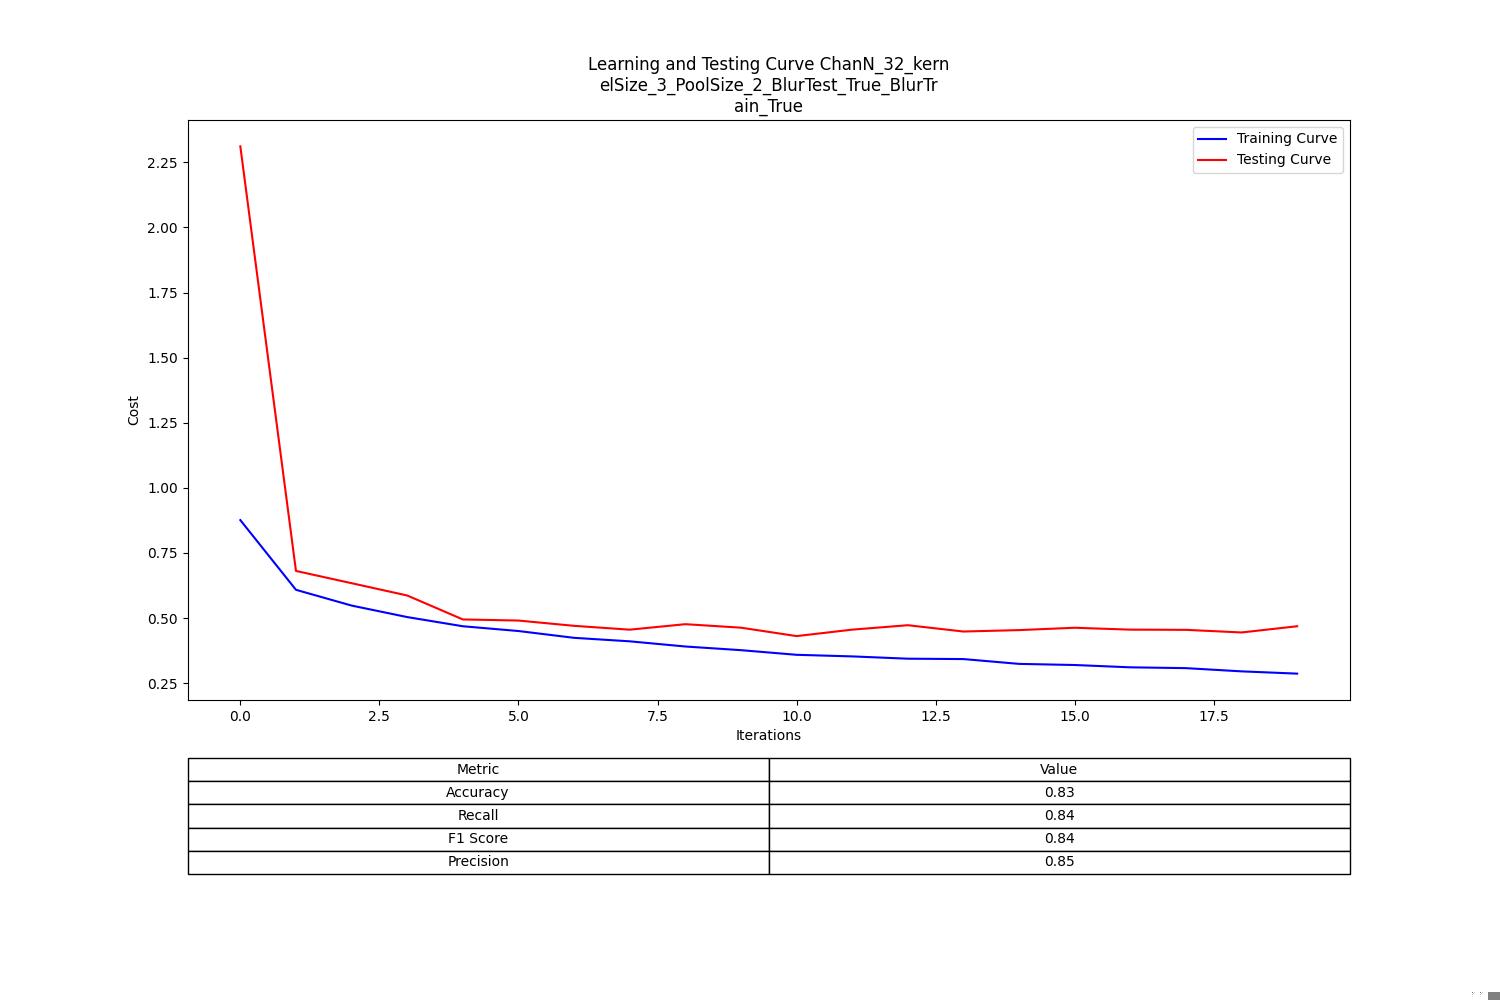 Learning and Testing Curve ChanN_32_kern
elSize_3_PoolSize_2_BlurTest_True_BlurTr
ain_True
Training Curve
Testing Curve
2.25
2.00
1.75
1.50
1.25
1.00
0.75
0.50
0.25
Cost
0.0 2.5 5.0 7.5 10.0 12.5 15.0 17.5
Iterations
Metric Value
Accuracy 0.83
Recall 0.84
F1 Score 0.84
Precision 0.85